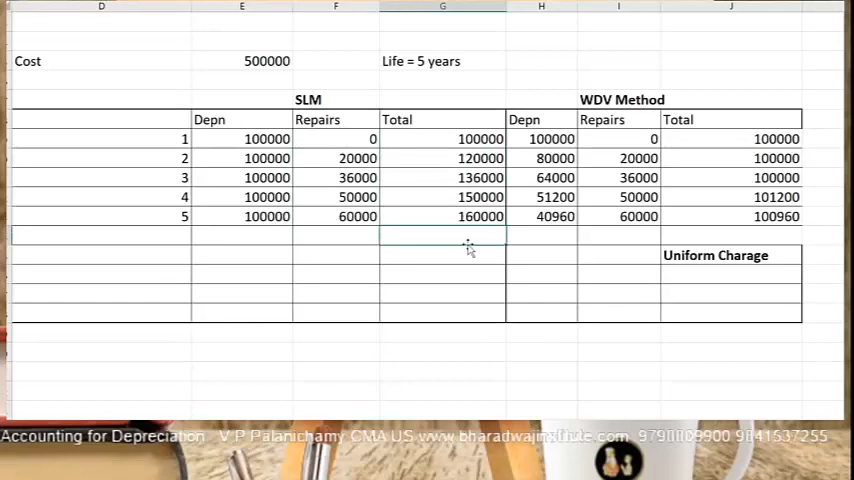 D E F G H I J
Cost 500000 Life = 5 years
SLM WDV Method
Depn Repairs Total Depn Repairs Total
1 100000 0 100000 100000 0 100000
2 100000 20000 120000 80000 20000 100000
3 100000 36000 136000 64000 36000 100000
4 100000 50000 150000 51200 50000 101200
5 100000 60000 160000 40960 60000 100960
Uniform Charage
Accounting for Depreciation V P Palanichamy CMA US www bharadwajinstitute com 9790009900 9841537255